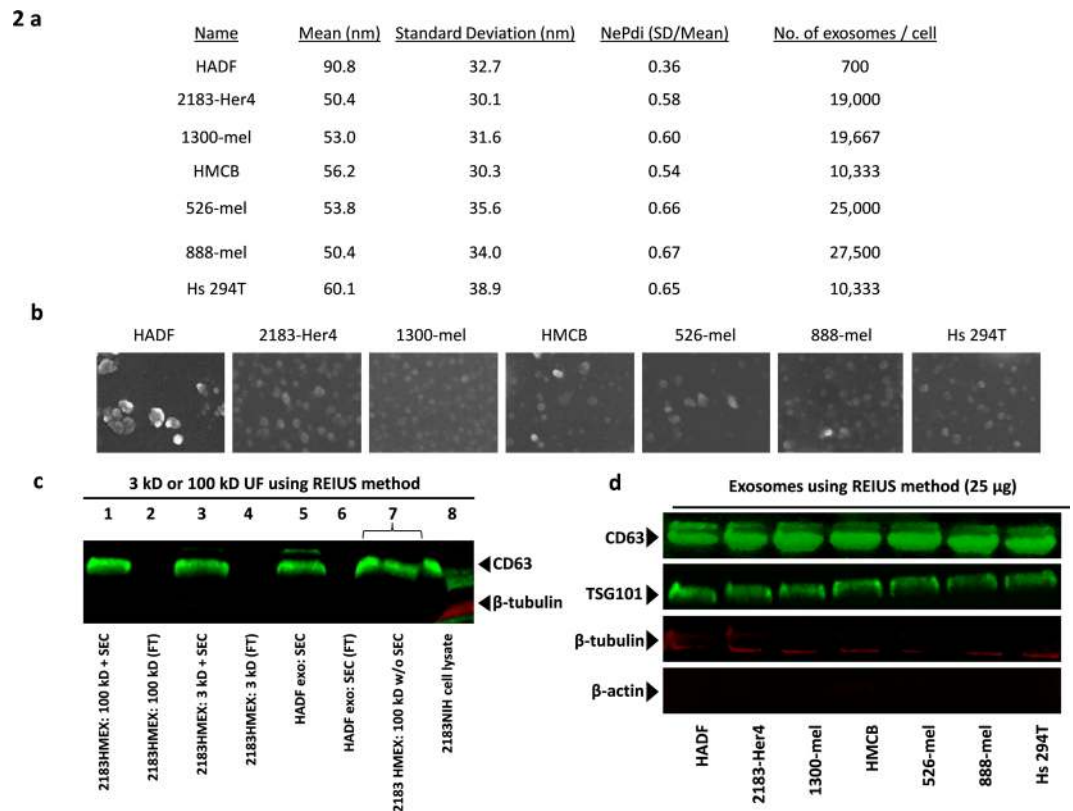 2 a
Name Mean (nm) Standard Deviation (nm) NePdi (SD/Mean) No. of exosomes / cell
HADF 90.8 32.7 0.36 700
2183-Her4 50.4 30.1 0.58 19,000
1300-mel 53.0 31.6 0.60 19,667
HMCB 56.2 30.3 0.54 10,333
526-mel 53.8 35.6 0.66 25,000
888-mel 50.4 34.0 0.67 27,500
Hs 294T 60.1 38.9 0.65 10,333
b
HADF 2183-Her4 1300-mel HMCB 526-mel 888-mel Hs 294T
c
3 kD or 100 kD UF using REIUS method
1 2 3 4 5 6 7 8
CD63
β-tubulin
2183HMEX: 100 kD + SEC
2183HMEX: 100 kD (FT)
2183HMEX: 3 kD + SEC
2183HMEX: 3 kD (FT)
HADF exo: SEC
HADF exo: SEC (FT)
2183 HMEX: 100 kD w/o SEC
2183NIH cell lysate
d
Exosomes using REIUS method (25 µg)
CD63
TSG101
β-tubulin
β-actin
HADF
2183-Her4
1300-mel
HMCB
526-mel
888-mel
Hs 294T